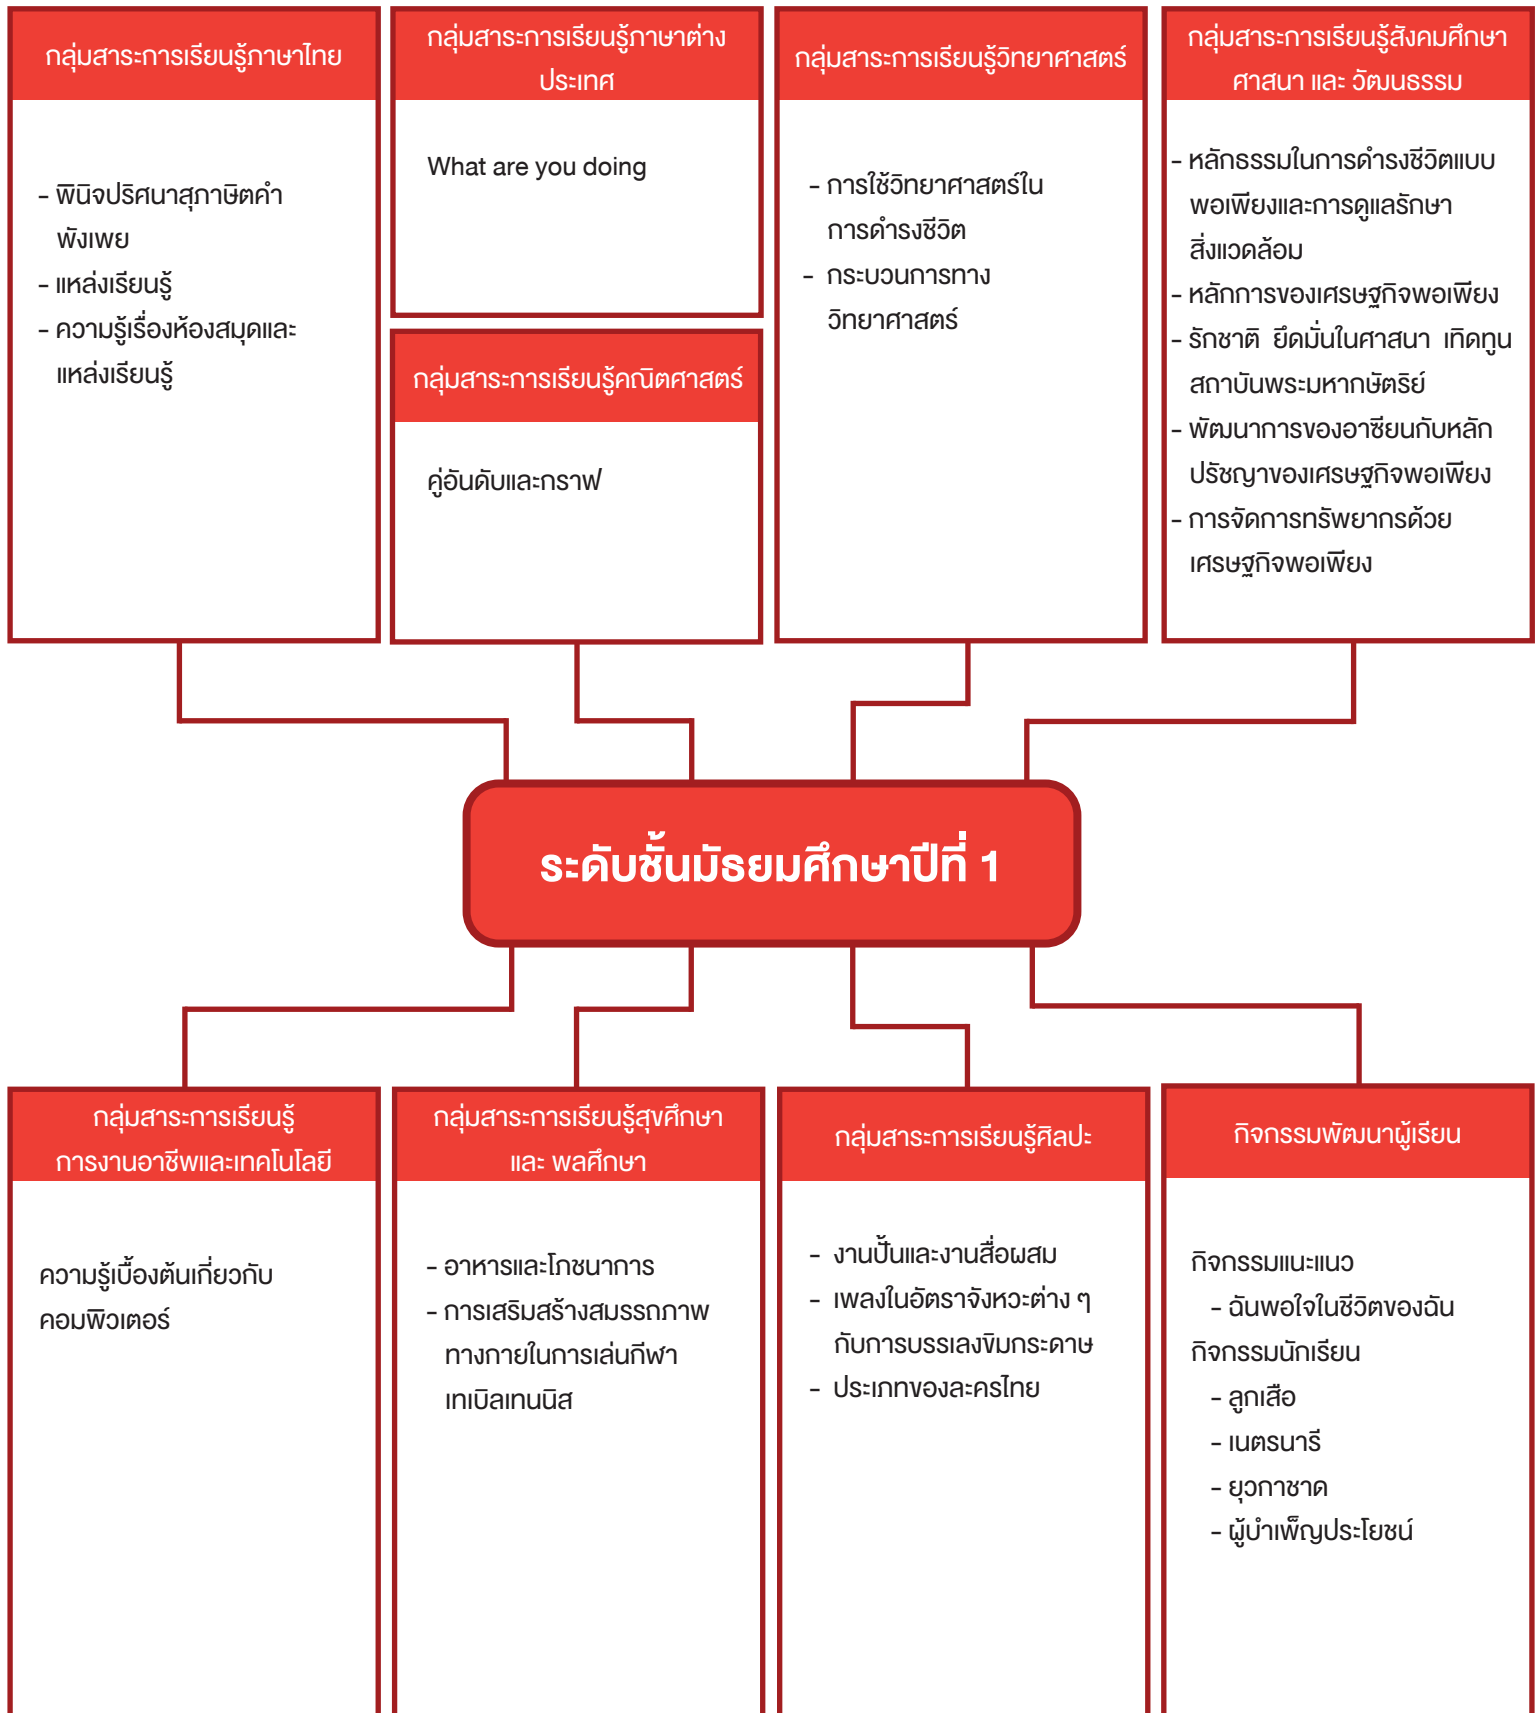 กลุ่มสาระการเรียนรู้ภาษาไทย
- พินิจปริศนาสุภาษิตคำ
พังเพย
- แหล่งเรียนรู้
- ความรู้เรื่องห้องสมุดและ
แหล่งเรียนรู้
กลุ่มสาระการเรียนรู้ภาษาต่าง
ประเทศ
What are you doing
กลุ่มสาระการเรียนรู้คณิตศาสตร์
คู่อันดับและกราฟ
กลุ่มสาระการเรียนรู้วิทยาศาสตร์
- การใช้วิทยาศาสตร์ใน
การดำรงชีวิต
- กระบวนการทาง
วิทยาศาสตร์
กลุ่มสาระการเรียนรู้สังคมศึกษา
ศาสนา และ วัฒนธรรม
- หลักธรรมในการดำรงชีวิตแบบ
พอเพียงและการดูแลรักษา
สิ่งแวดล้อม
- หลักการของเศรษฐกิจพอเพียง
- รักชาติ ยึดมั่นในศาสนา เทิดทูน
สถาบันพระมหากษัตริย์
- พัฒนาการของอาเซียนกับหลัก
ปรัชญาของเศรษฐกิจพอเพียง
- การจัดการทรัพยากรด้วย
เศรษฐกิจพอเพียง
ระดับชั้นมัธยมศึกษาปีที่ 1
กลุ่มสาระการเรียนรู้
การงานอาชีพและเทคโนโลยี
ความรู้เบื้องต้นเกี่ยวกับ
คอมพิวเตอร์
กลุ่มสาระการเรียนรู้สุขศึกษา
และ พลศึกษา
- อาหารและโภชนาการ
- การเสริมสร้างสมรรถภาพ
ทางกายในการเล่นกีฬา
เทเบิลเทนนิส
กลุ่มสาระการเรียนรู้ศิลปะ
- งานปั้นและงานสื่อผสม
- เพลงในอัตราจังหวะต่าง ๆ
กับการบรรเลงขิมกระดาษ
- ประเภทของละครไทย
กิจกรรมพัฒนาผู้เรียน
กิจกรรมแนะแนว
- ฉันพอใจในชีวิตของฉัน
กิจกรรมนักเรียน
- ลูกเสือ
- เนตรนารี
- ยุวกาชาด
- ผู้บำเพ็ญประโยชน์